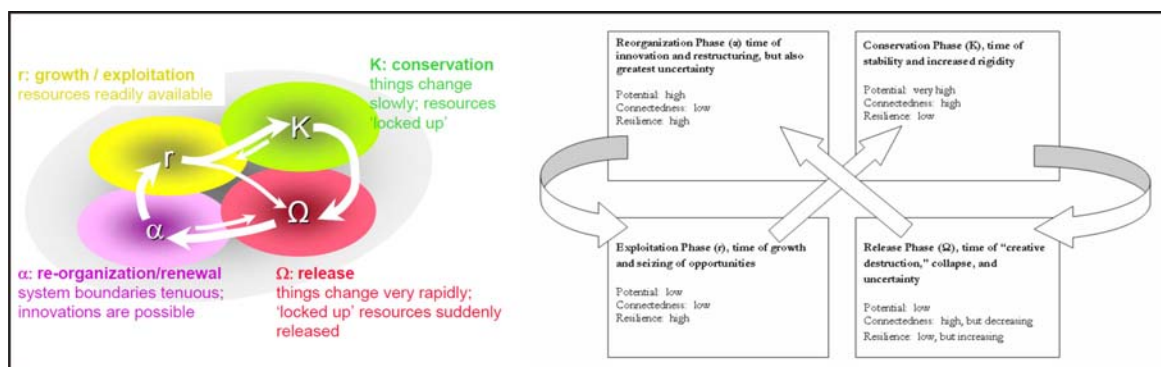 r: growth / exploitation
resources readily available
K: conservation
things change
slowly; resources
'locked up'
r
K
α
Ω
α: re-organization/renewal
system boundaries tenuous;
innovations are possible
Ω: release
things change very rapidly;
'locked up' resources suddenly
released
Reorganization Phase (α) time of
innovation and restructuring, but also
greatest uncertainty
Potential: high
Connectedness: low
Resilience: high
Conservation Phase (K), time of
stability and increased rigidity
Potential: very high
Connectedness: high
Resilience: low
Exploitation Phase (r), time of growth
and seizing of opportunities
Potential: low
Connectedness: low
Resilience: high
Release Phase (Ω), time of "creative
destruction," collapse, and
uncertainty
Potential: low
Connectedness: high, but decreasing
Resilience: low, but increasing